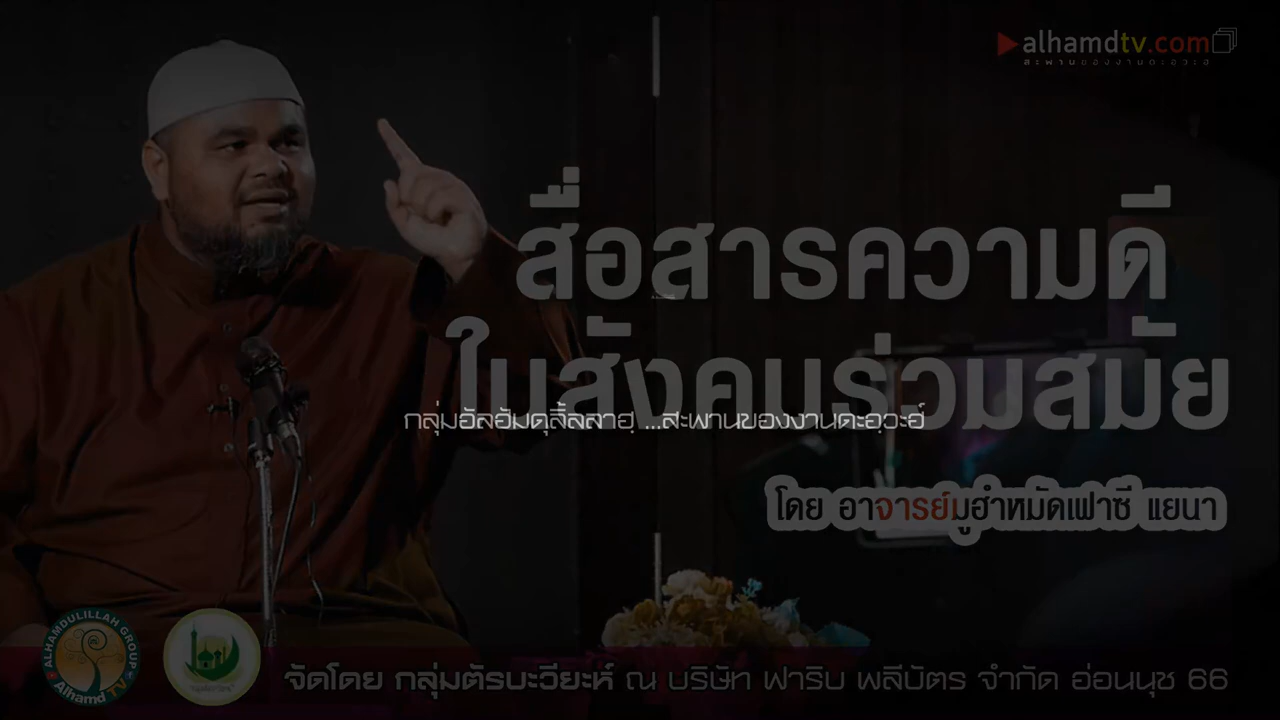 alhamdtv.com
สะพานของงานดะอฺวะฮ์
สื่อสารความดี
ในสังคมร่วมสมัย
กลุ่มอัลฮัมดุลิ้ลลาฮฺ ...สะพานของงานดะอฺวะฮ์
โดย อาจารย์มูฮำหมัดเฟาซี แยนา
ALHAMDULILLAH GROUP
Alhamd TV
จัดโดย กลุ่มตัรบะวียะห์ ณ บริษัท ฟาริบ พลีบัตร จำกัด อ่อนนุช 66